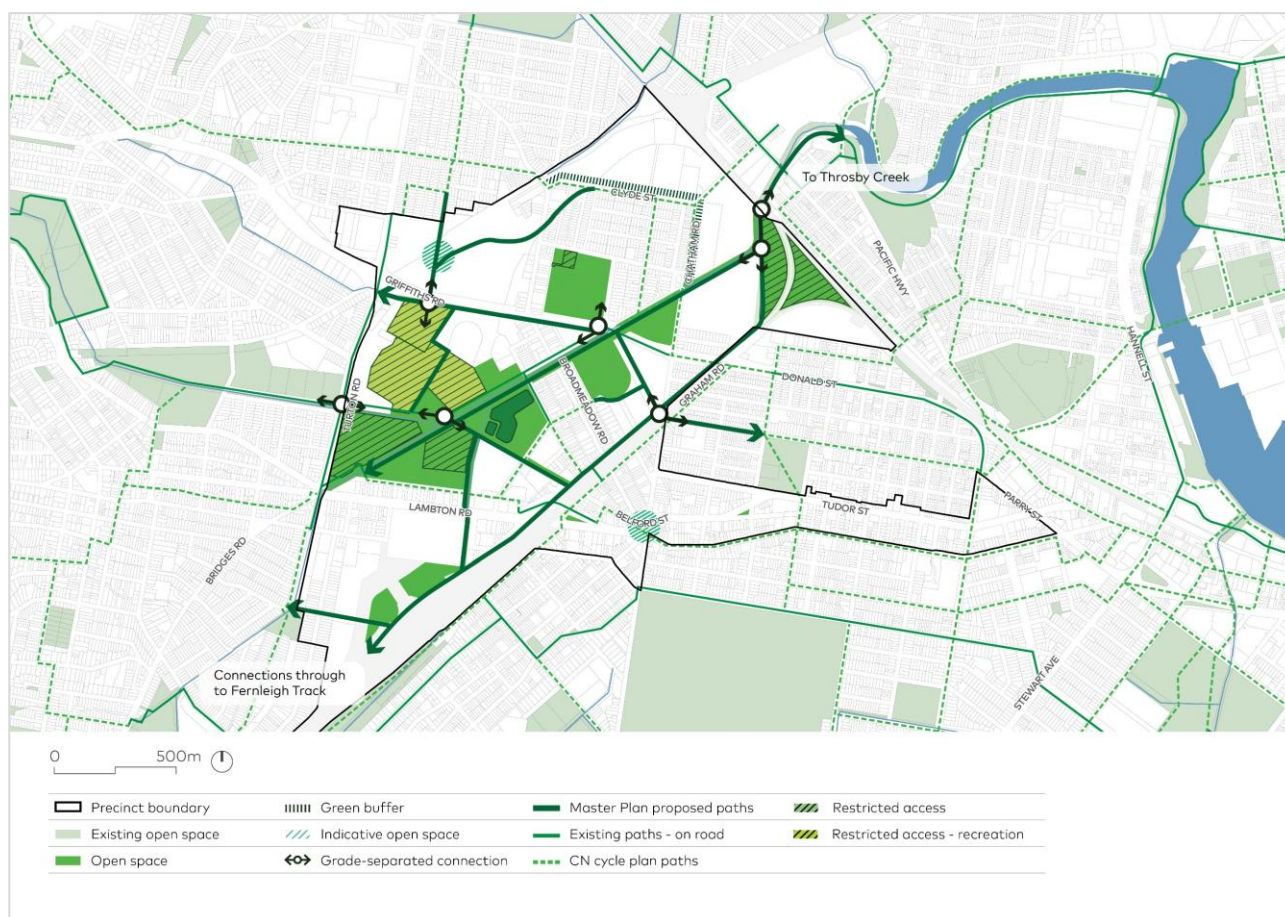 To Throsby Creek
CLYDE ST
CHATHAM RD
PACIFIC HWY
GRIFFITHS RD
HANNELL ST
TURTON RD
BROADMEADOW RD
GRAHAM RD
DONALD ST
LAMBTON RD
BELFORD ST
TUDOR ST
PARRY ST
BRIDGES RD
STEWART AVE
Connections through
to Fernleigh Track
0 500m
Precinct boundary
Green buffer
Master Plan proposed paths
Restricted access
Existing open space
Indicative open space
Existing paths - on road
Restricted access - recreation
Open space
Grade-separated connection
CN cycle plan paths